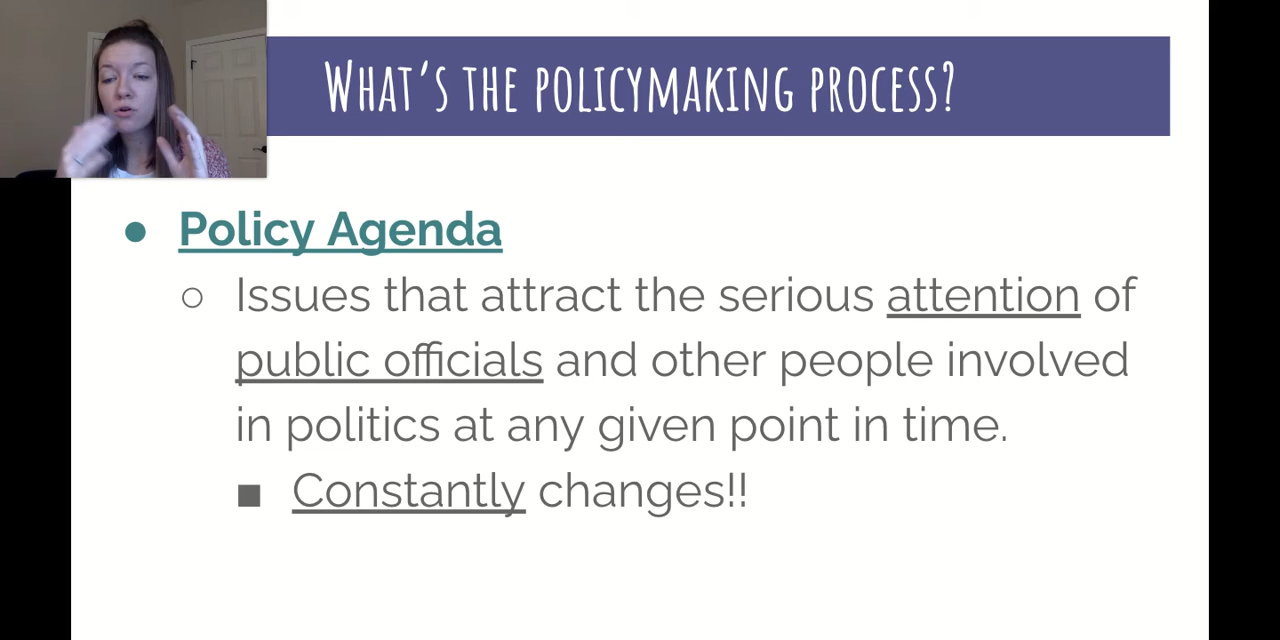 WHAT'S THE POLICYMAKING PROCESS?
Policy Agenda
Issues that attract the serious attention of
public officials and other people involved
in politics at any given point in time.
Constantly changes!!